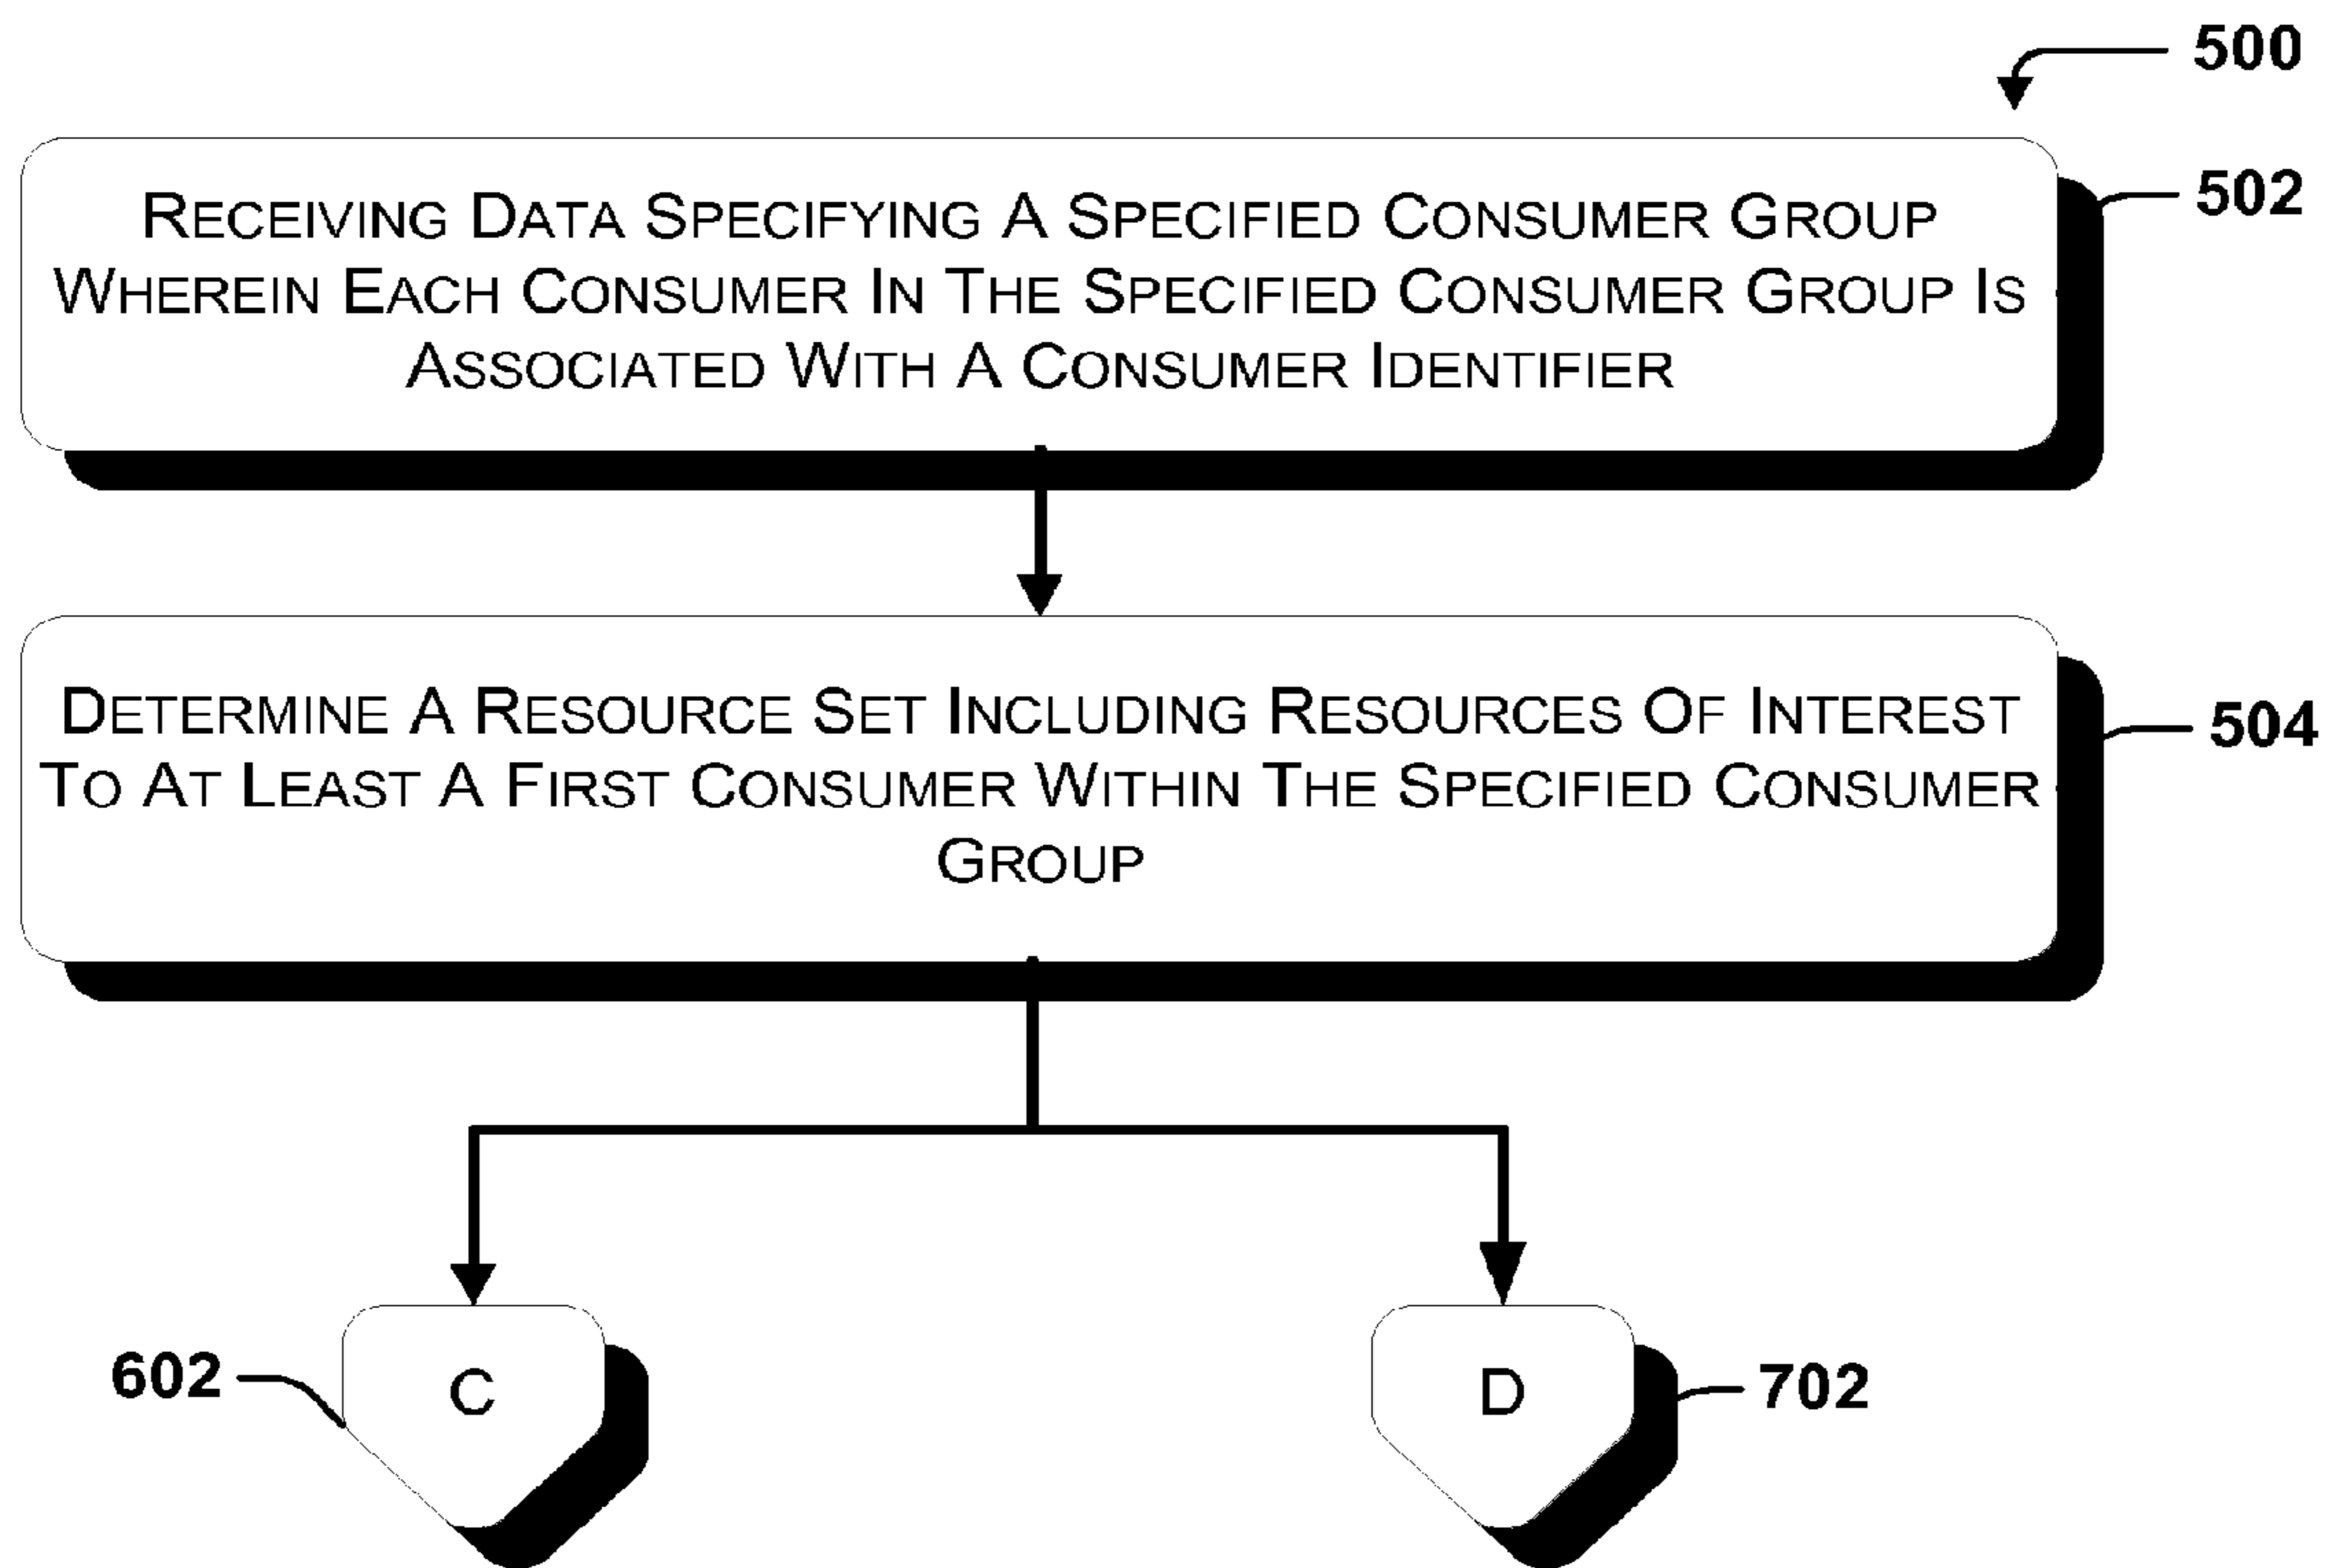 500
RECEIVING DATA SPECIFYING A SPECIFIED CONSUMER GROUP
502
WHEREIN EACH CONSUMER IN THE SPECIFIED CONSUMER GROUP IS
ASSOCIATED WITH A CONSUMER IDENTIFIER
DETERMINE A RESOURCE SET INCLUDING RESOURCES OF INTEREST
504
TO AT LEAST A FIRST CONSUMER WITHIN THE SPECIFIED CONSUMER
GROUP
602
C
D
702